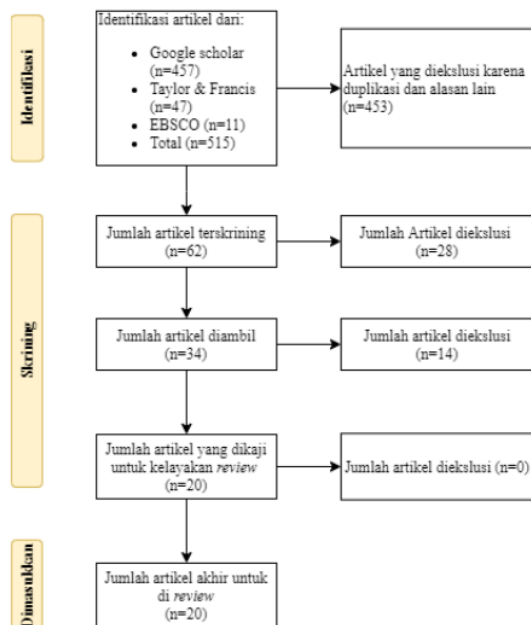 Identifikasi
Identifikasi artikel dari:
• Google scholar
(n=457)
• Taylor & Francis
(n=47)
• EBSCO (n=11)
• Total (n=515)
Artikel yang diekslusi karena
duplikasi dan alasan lain
(n=453)
Skrining
Jumlah artikel terskrining
(n=62)
Jumlah Artikel diekslusi
(n=28)
Jumlah artikel diambil
(n=34)
Jumlah artikel diekslusi
(n=14)
Jumlah artikel yang dikaji
untuk kelayakan review
(n=20)
Jumlah artikel diekslusi (n=0)
Dimasukkan
Jumlah artikel akhir untuk
di review
(n=20)